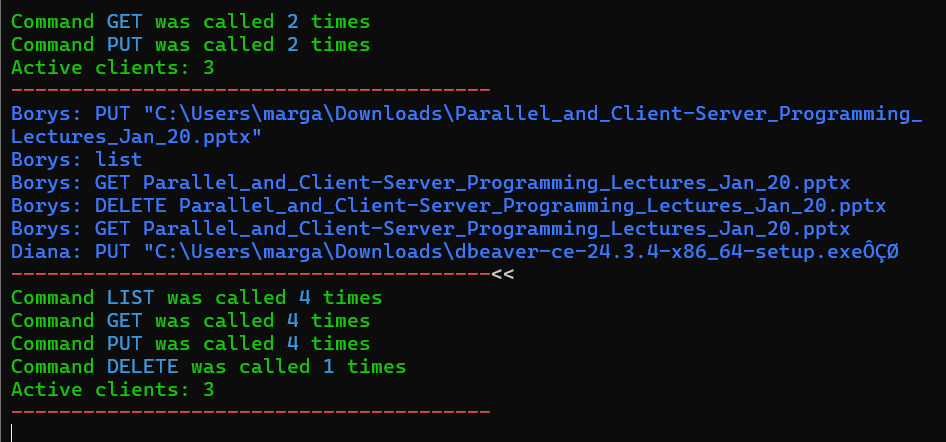 Command GET was called 2 times
Command PUT was called 2 times
Active clients: 3
----------------------------------------
Borys: PUT "C:\Users\marga\Downloads\Parallel_and_Client-Server_Programming_
Lectures_Jan_20.pptx"
Borys: list
Borys: GET Parallel_and_Client-Server_Programming_Lectures_Jan_20.pptx
Borys: DELETE Parallel_and_Client-Server_Programming_Lectures_Jan_20.pptx
Borys: GET Parallel_and_Client-Server_Programming_Lectures_Jan_20.pptx
Diana: PUT "C:\Users\marga\Downloads\dbeaver-ce-24.3.4-x86_64-setup.exeÔÇØ
----------------------------------------<<
Command LIST was called 4 times
Command GET was called 4 times
Command PUT was called 4 times
Command DELETE was called 1 times
Active clients: 3
----------------------------------------